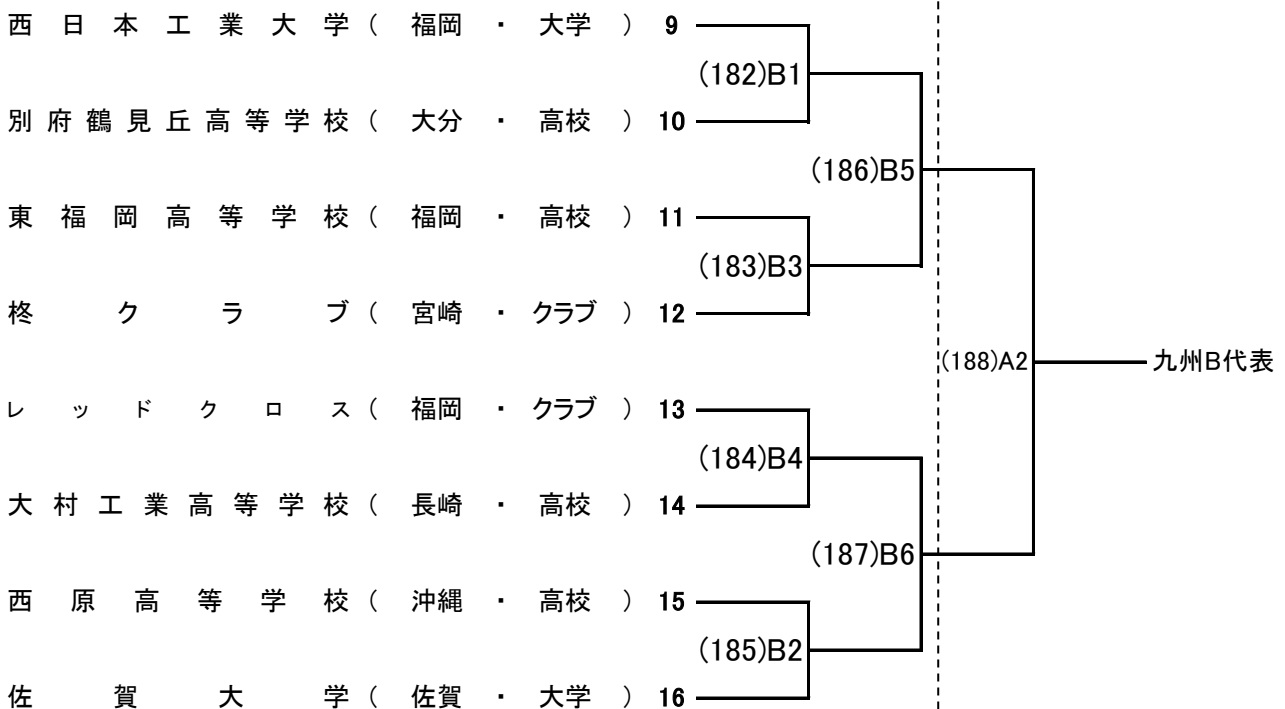 西日本工業大学（ 福岡 ・ 大学 ） 9
(182)B1
別府鶴見丘高等学校（ 大分 ・ 高校 ） 10
(186)B5
東福岡高等学校（ 福岡 ・ 高校 ） 11
(183)B3
柊クラブ（ 宮崎 ・ クラブ ） 12
(188)A2 九州B代表
レッドクロス（ 福岡 ・ クラブ ） 13
(184)B4
大村工業高等学校（ 長崎 ・ 高校 ） 14
(187)B6
西原高等学校（ 沖縄 ・ 高校 ） 15
(185)B2
佐賀大学（ 佐賀 ・ 大学 ） 16